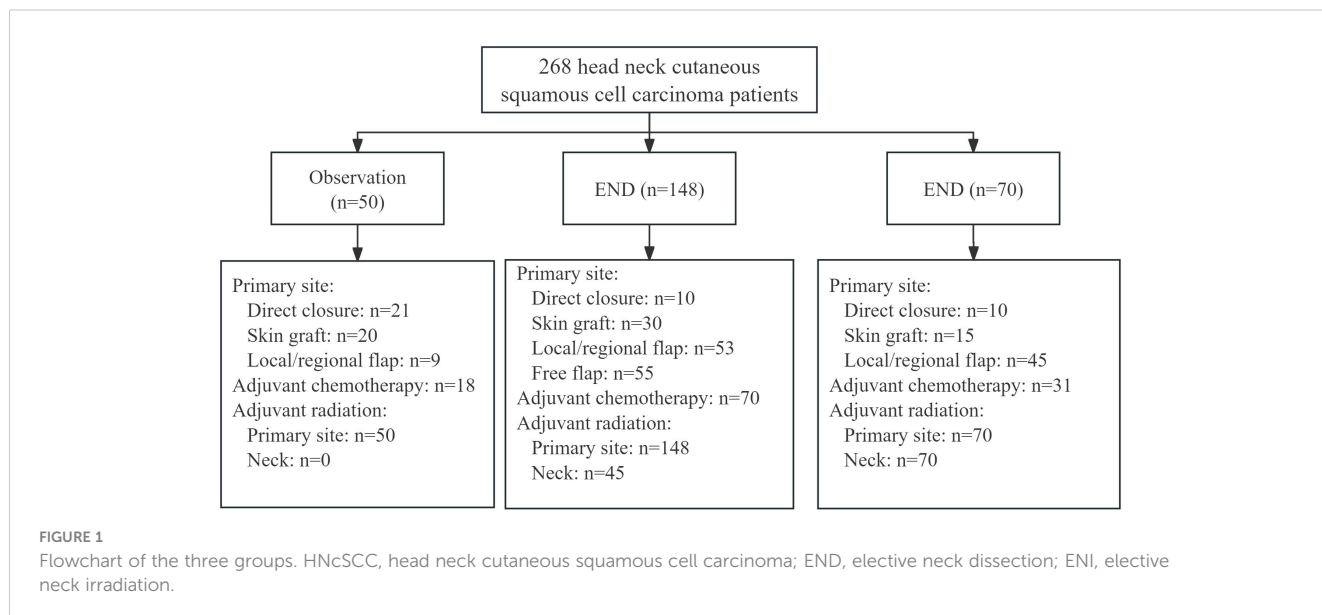 268 head neck cutaneous
squamous cell carcinoma patients
Observation
(n=50)
END (n=148)
END (n=70)
Primary site:
Direct closure: n=21
Skin graft: n=20
Local/regional flap: n=9
Adjuvant chemotherapy: n=18
Adjuvant radiation:
Primary site: n=50
Neck: n=0
Primary site:
Direct closure: n=10
Skin graft: n=30
Local/regional flap: n=53
Free flap: n=55
Adjuvant chemotherapy: n=70
Adjuvant radiation:
Primary site: n=148
Neck: n=45
Primary site:
Direct closure: n=10
Skin graft: n=15
Local/regional flap: n=45
Adjuvant chemotherapy: n=31
Adjuvant radiation:
Primary site: n=70
Neck: n=70
FIGURE 1
Flowchart of the three groups. HNcSCC, head neck cutaneous squamous cell carcinoma; END, elective neck dissection; ENI, elective
neck irradiation.